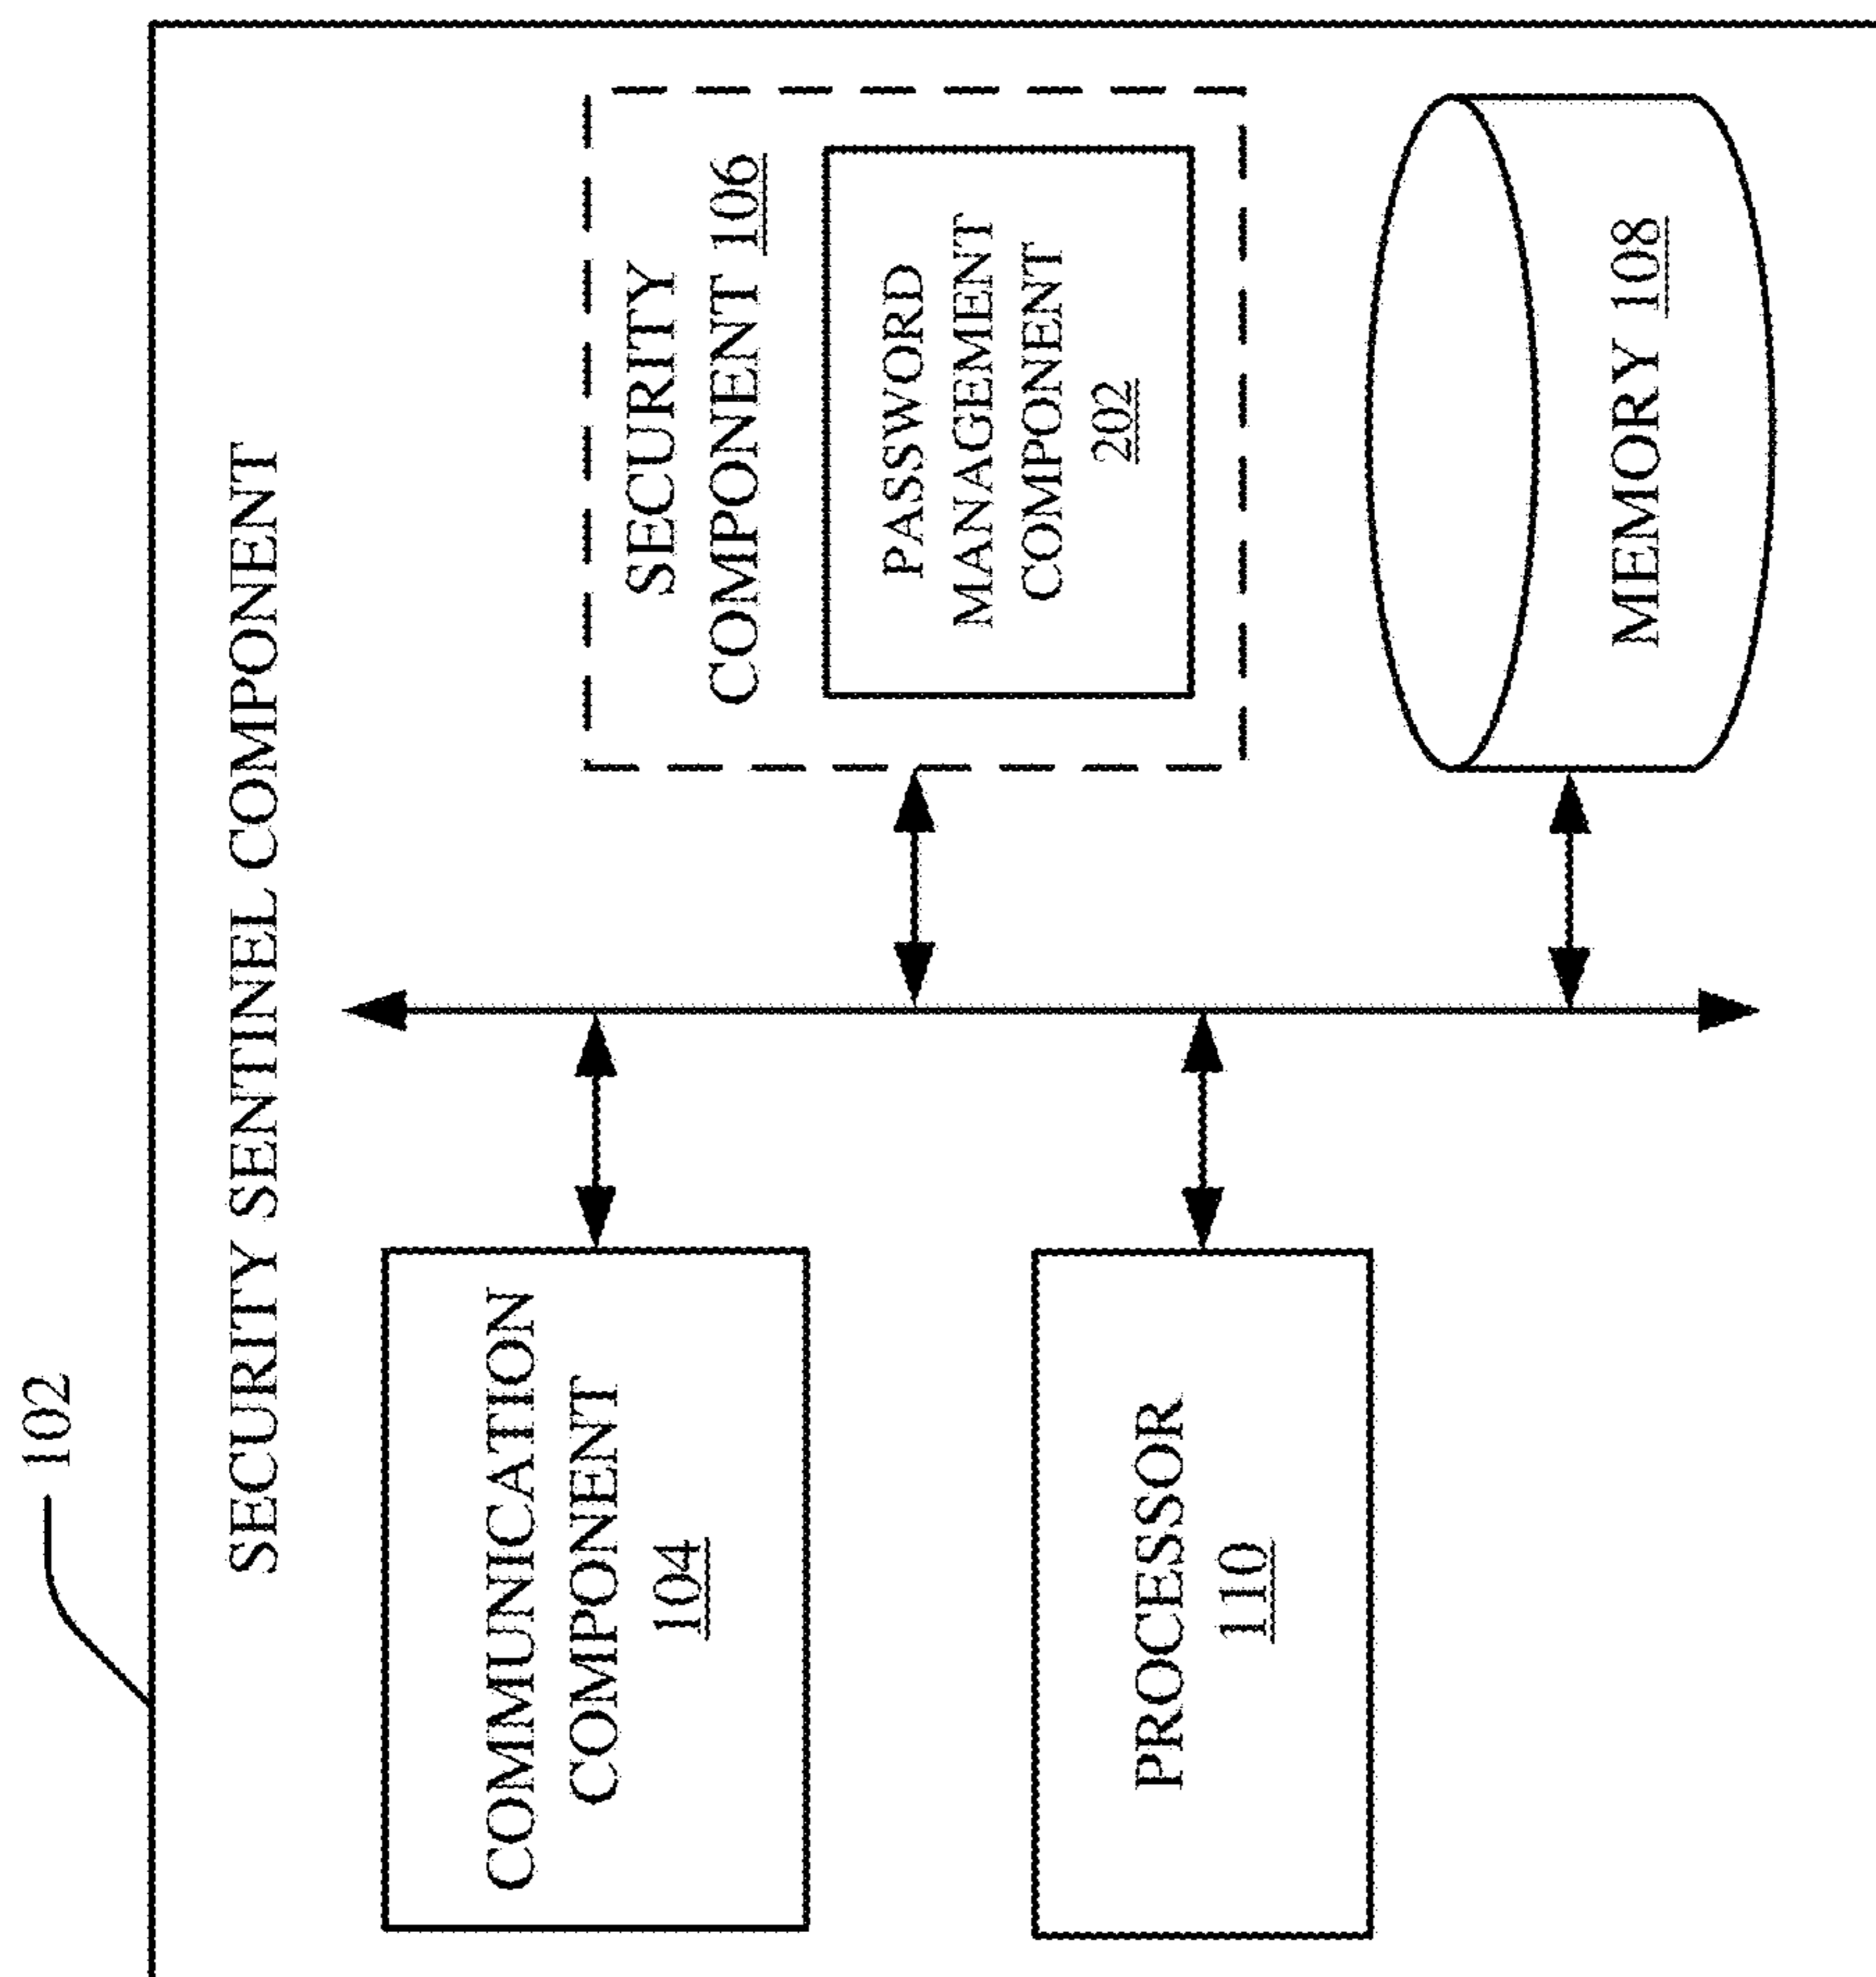 102
SECURITY SENTINEL COMPONENT
COMMUNICATION
COMPONENT
104
SECURITY
COMPONENT 106
PASSWORD
MANAGEMENT
COMPONENT
202
PROCESSOR
110
MEMORY 108